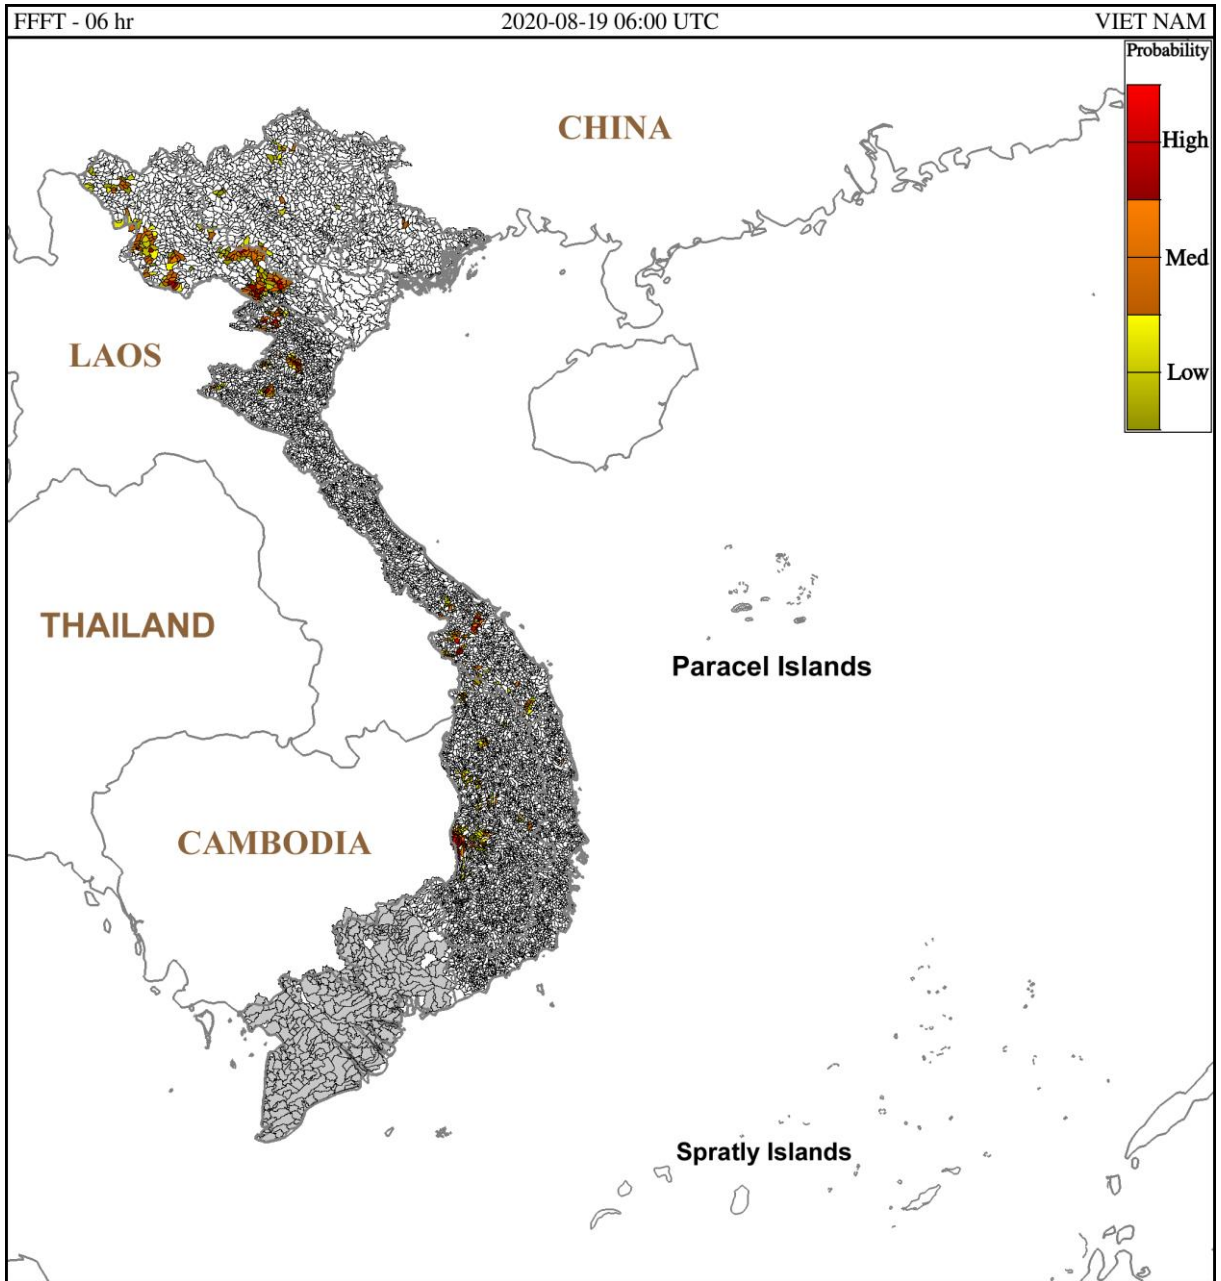 FFFT - 06 hr 2020-08-19 06:00 UTC VIET NAM
Probability
CHINA
High
Med
LAOS
Low
THAILAND
Paracel Islands
CAMBODIA
Spratly Islands